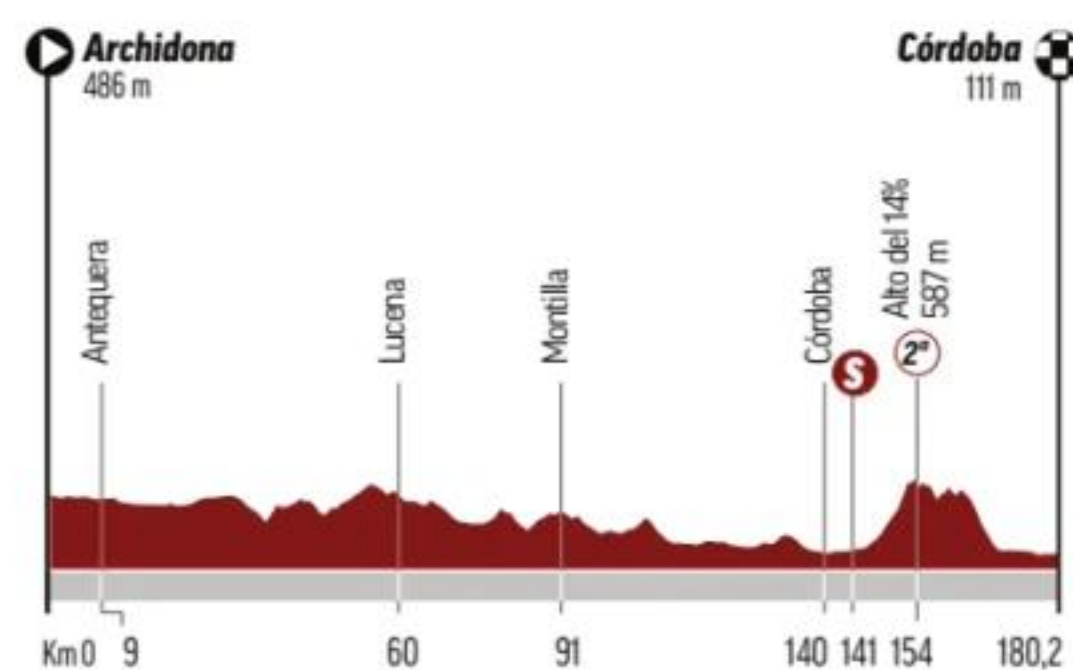 Archidona
486 m
Córdoba
111 m
Antequera
Lucena
Montilla
Córdoba
S
Alto del 14%
587 m
2ª
Km 0
9
60
91
140
141
154
180,2